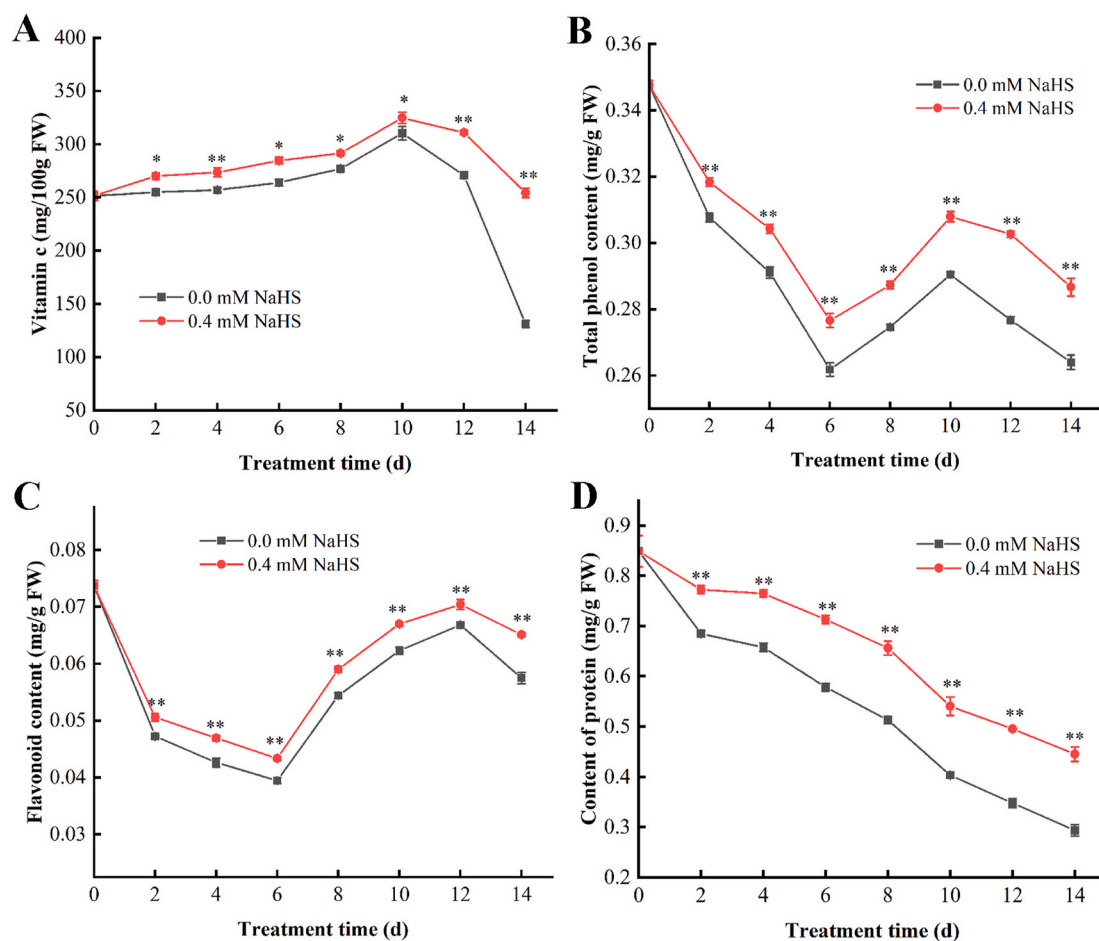 A
Vitamin c (mg/100g FW)
400
350
300
250
200
150
100
50
* ** * * * ** **
0.0 mM NaHS
0.4 mM NaHS
0 2 4 6 8 10 12 14
Treatment time (d)
B
Total phenol content (mg/g FW)
0.36
0.34
0.32
0.30
0.28
0.26
** ** ** ** ** ** **
0.0 mM NaHS
0.4 mM NaHS
0 2 4 6 8 10 12 14
Treatment time (d)
C
Flavonoid content (mg/g FW)
0.08
0.07
0.06
0.05
0.04
0.03
** ** ** ** ** ** **
0.0 mM NaHS
0.4 mM NaHS
0 2 4 6 8 10 12 14
Treatment time (d)
D
Content of protein (mg/g FW)
0.9
0.8
0.7
0.6
0.5
0.4
0.3
0.2
** ** ** ** ** ** **
0.0 mM NaHS
0.4 mM NaHS
0 2 4 6 8 10 12 14
Treatment time (d)